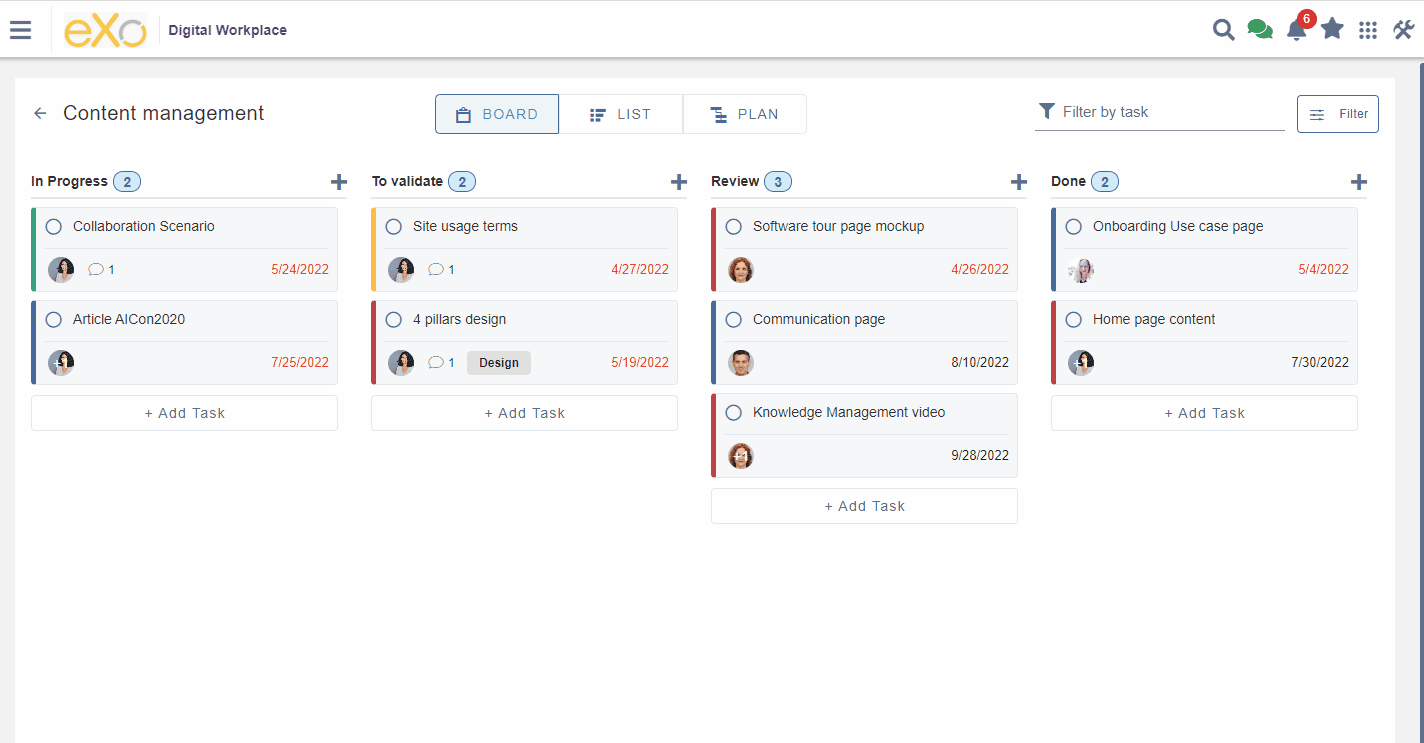 eXo Digital Workplace 6
Content management BOARD LIST PLAN Filter by task Filter
In Progress 2
Collaboration Scenario
1 5/24/2022
Article AICon2020
7/25/2022
+ Add Task
To validate 2
Site usage terms
1 4/27/2022
4 pillars design
1 Design 5/19/2022
+ Add Task
Review 3
Software tour page mockup
4/26/2022
Communication page
8/10/2022
Knowledge Management video
+1 9/28/2022
+ Add Task
Done 2
Onboarding Use case page
5/4/2022
Home page content
7/30/2022
+ Add Task